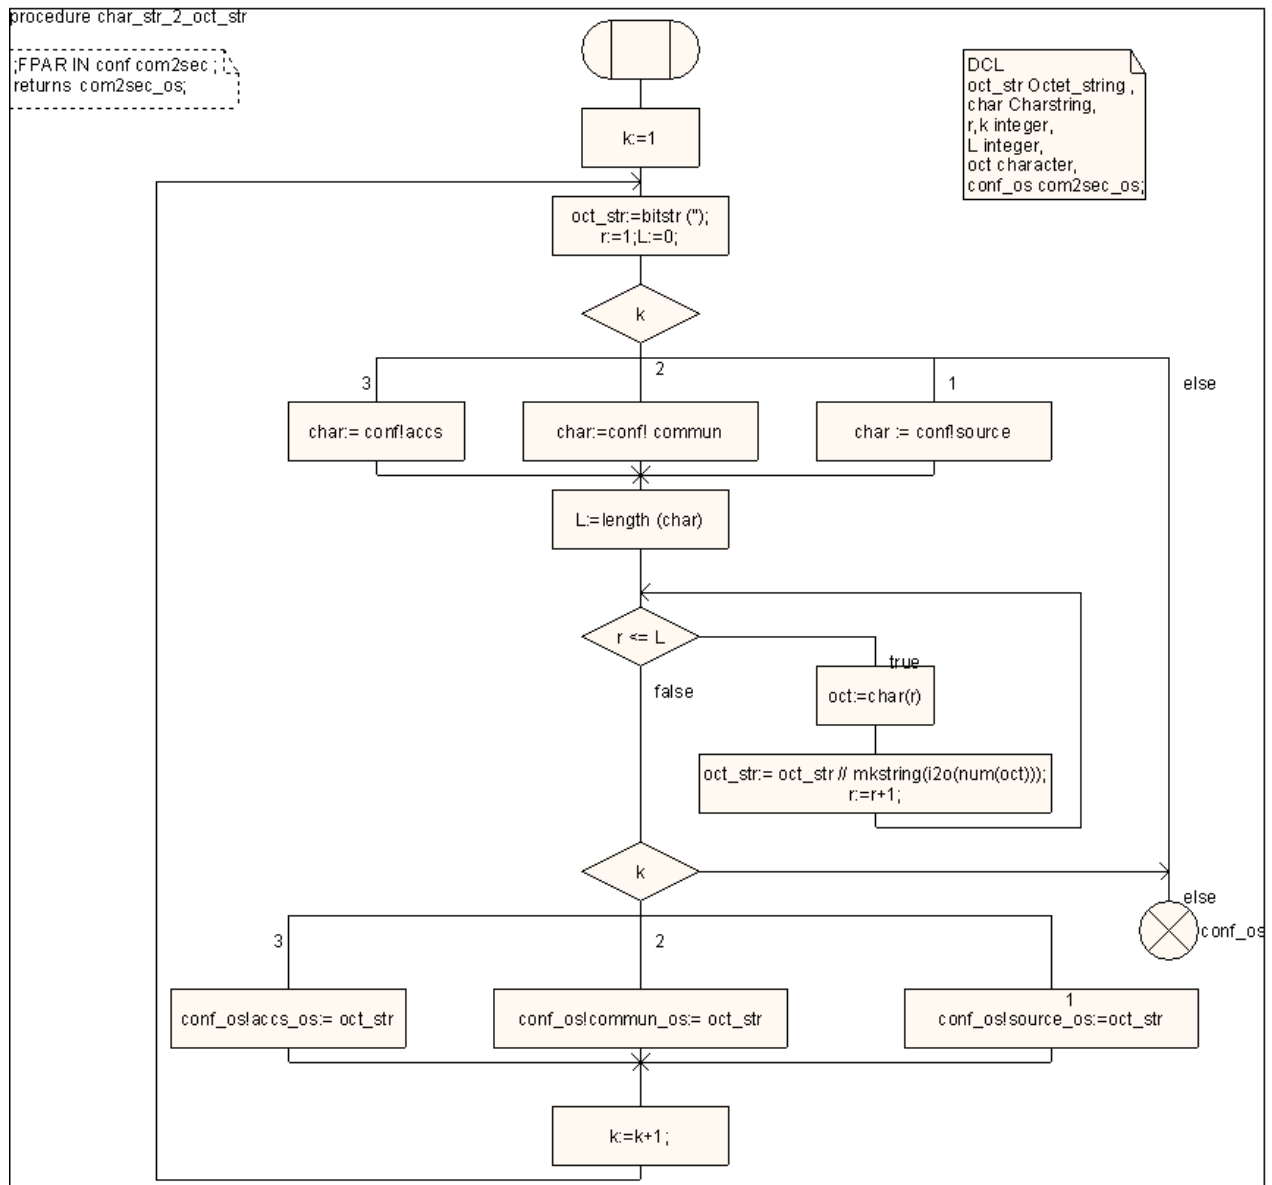 procedure char_str_2_oct_str
;FPAR IN conf com2sec ;
returns com2sec_os;
DCL
oct_str Octet_string ,
char Charstring,
r,k integer,
L integer,
oct character,
conf_os com2sec_os;
k:=1
oct_str:=bitstr ('');
r:=1;L:=0;
k
3
2
1
else
char:= conf!accs
char:=conf! commun
char := conf!source
L:=length (char)
r <= L
true
false
oct:=char(r)
oct_str:= oct_str // mkstring(i2o(num(oct)));
r:=r+1;
k
else
conf_os
3
2
1
conf_os!accs_os:= oct_str
conf_os!commun_os:= oct_str
conf_os!source_os:=oct_str
k:=k+1;